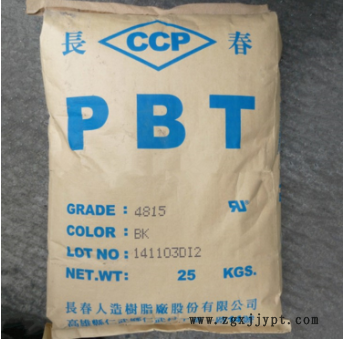 長 CCP 春
PBT
GRADE : 4815
COLOR : BK
LOT NO : 141103DI2
NET.WT: 25 KGS.
長春人造樹脂廠股份有限公司
www.zgxjjypt.com